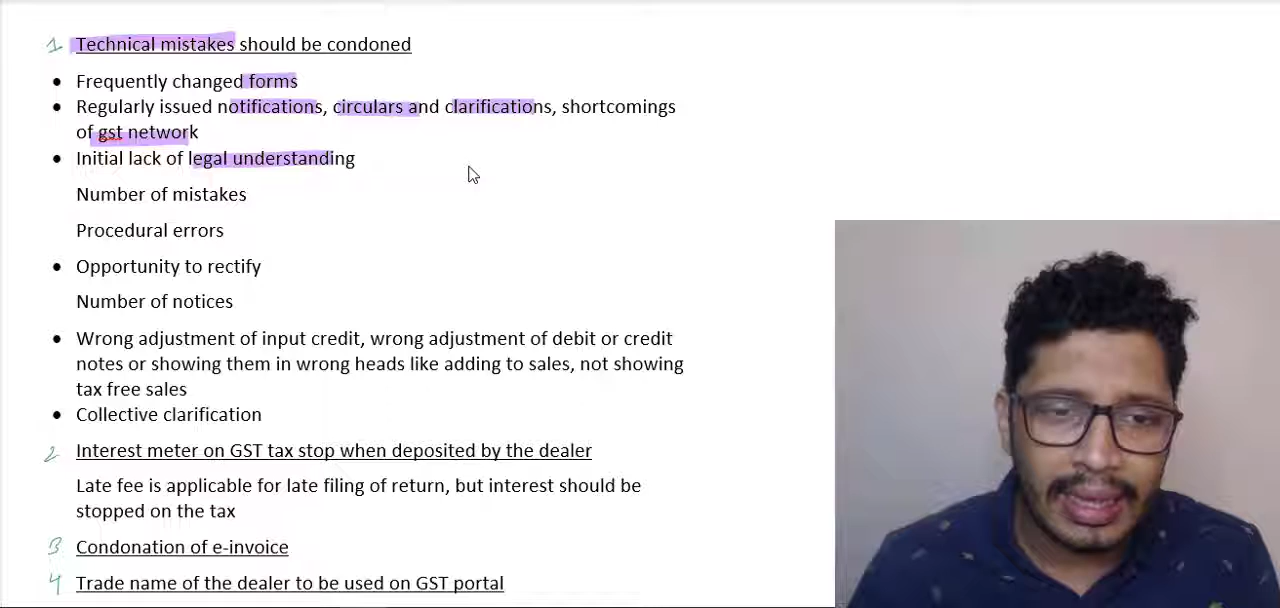 1 Technical mistakes should be condoned
• Frequently changed forms
• Regularly issued notifications, circulars and clarifications, shortcomings
of gst network
• Initial lack of legal understanding
Number of mistakes
Procedural errors
• Opportunity to rectify
Number of notices
• Wrong adjustment of input credit, wrong adjustment of debit or credit
notes or showing them in wrong heads like adding to sales, not showing
tax free sales
• Collective clarification
2 Interest meter on GST tax stop when deposited by the dealer
Late fee is applicable for late filing of return, but interest should be
stopped on the tax
3 Condonation of e-invoice
4 Trade name of the dealer to be used on GST portal